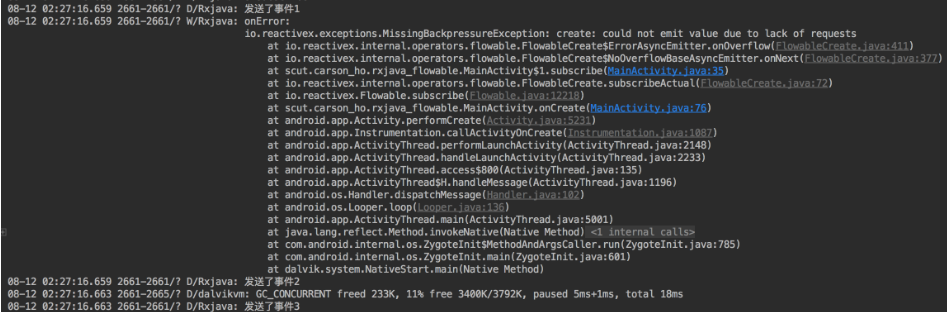 08-12 02:27:16.659 2661-2661/? D/Rxjava: 发送了事件1
08-12 02:27:16.659 2661-2661/? W/Rxjava: onError:
io.reactivex.exceptions.MissingBackpressureException: create: could not emit value due to lack of requests
at io.reactivex.internal.operators.flowable.FlowableCreate$ErrorAsyncEmitter.onOverflow(FlowableCreate.java:411)
at io.reactivex.internal.operators.flowable.FlowableCreate$NoOverflowBaseAsyncEmitter.onNext(FlowableCreate.java:377)
at scut.carson_ho.rxjava_flowable.MainActivity$1.subscribe(MainActivity.java:35)
at io.reactivex.internal.operators.flowable.FlowableCreate.subscribeActual(FlowableCreate.java:72)
at io.reactivex.Flowable.subscribe(Flowable.java:12218)
at scut.carson_ho.rxjava_flowable.MainActivity.onCreate(MainActivity.java:76)
at android.app.Activity.performCreate(Activity.java:5231)
at android.app.Instrumentation.callActivityOnCreate(Instrumentation.java:1087)
at android.app.ActivityThread.performLaunchActivity(ActivityThread.java:2148)
at android.app.ActivityThread.handleLaunchActivity(ActivityThread.java:2233)
at android.app.ActivityThread.access$800(ActivityThread.java:135)
at android.app.ActivityThread$H.handleMessage(ActivityThread.java:1196)
at android.os.Handler.dispatchMessage(Handler.java:102)
at android.os.Looper.loop(Looper.java:136)
at android.app.ActivityThread.main(ActivityThread.java:5001)
at java.lang.reflect.Method.invokeNative(Native Method) <1 internal calls>
at com.android.internal.os.ZygoteInit$MethodAndArgsCaller.run(ZygoteInit.java:785)
at com.android.internal.os.ZygoteInit.main(ZygoteInit.java:601)
at dalvik.system.NativeStart.main(Native Method)
08-12 02:27:16.659 2661-2661/? D/Rxjava: 发送了事件2
08-12 02:27:16.663 2661-2665/? D/dalvikvm: GC_CONCURRENT freed 233K, 11% free 3400K/3792K, paused 5ms+1ms, total 18ms
08-12 02:27:16.663 2661-2661/? D/Rxjava: 发送了事件3